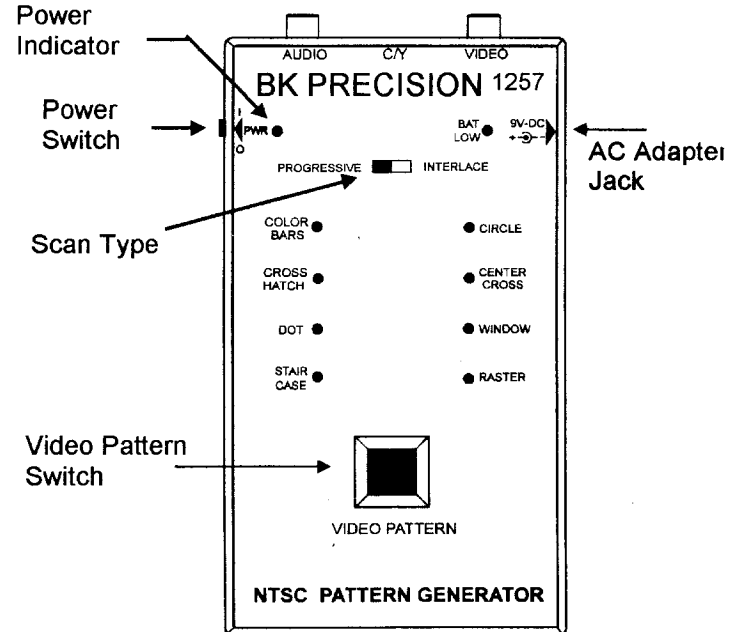 Power
Indicator
AUDIO C/Y VIDEO
BK PRECISION 1257
Power
Switch
I
PWR
O
BAT
LOW
9V-DC
+ -
AC Adapter
Jack
PROGRESSIVE INTERLACE
Scan Type
COLOR
BARS
CIRCLE
CROSS
HATCH
CENTER
CROSS
DOT
WINDOW
STAIR
CASE
RASTER
Video Pattern
Switch
VIDEO PATTERN
NTSC PATTERN GENERATOR